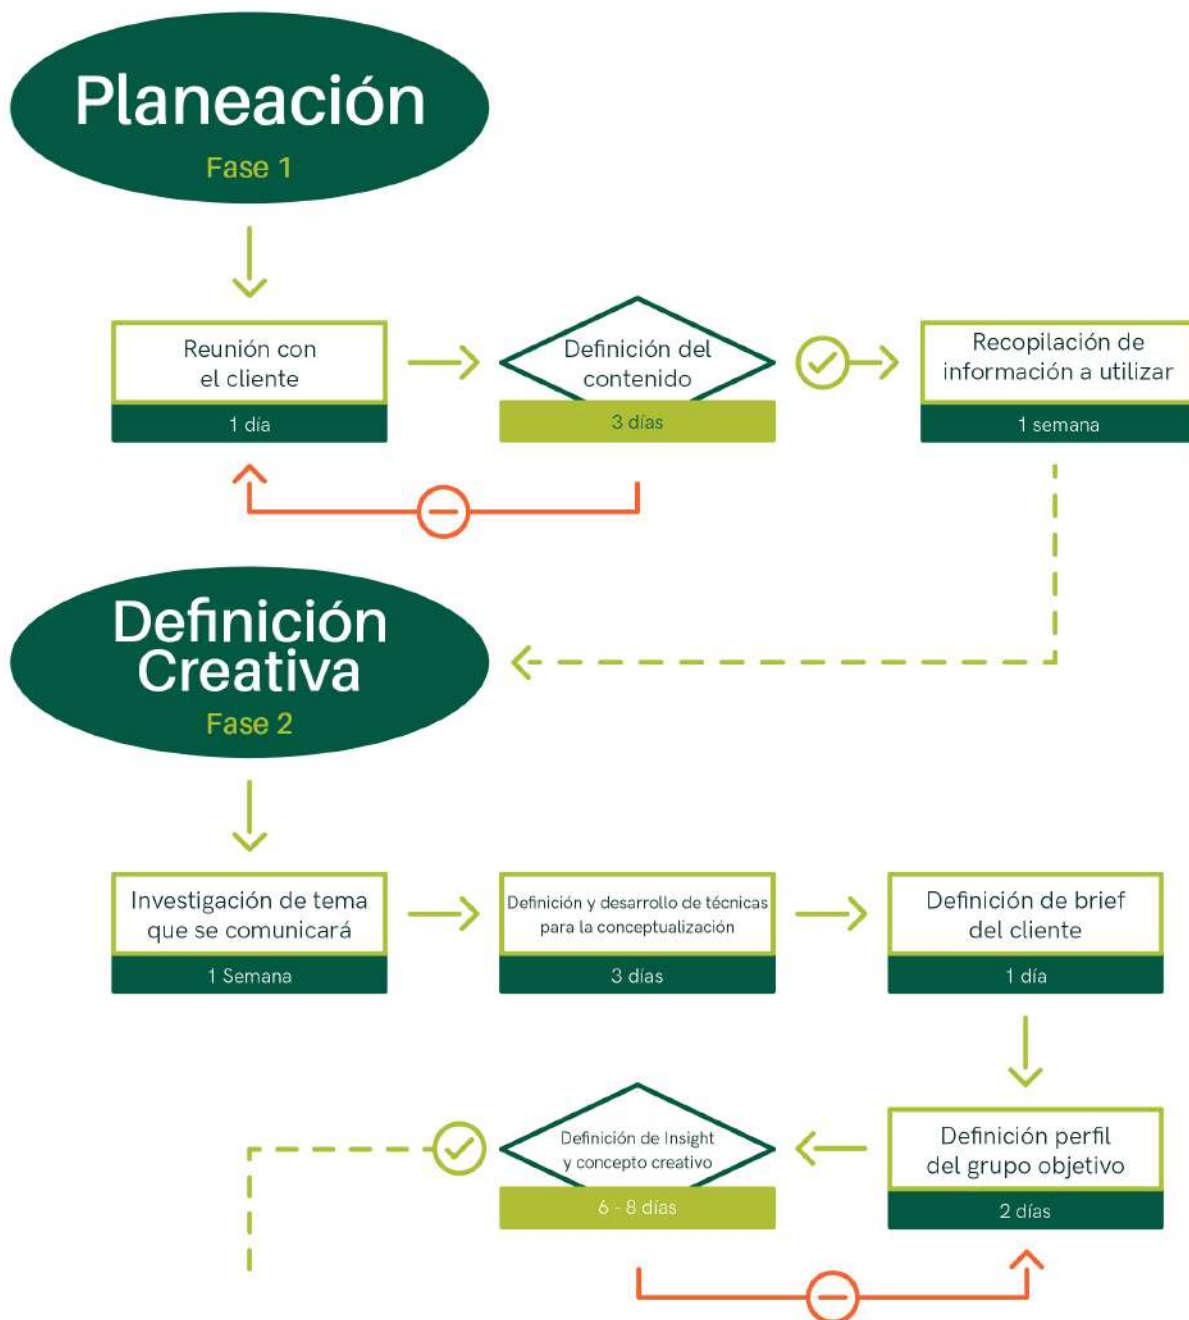 Planeación
Fase 1
Reunión con
el cliente
1 día
Definición del
contenido
3 días
Recopilación de
información a utilizar
1 semana
Definición
Creativa
Fase 2
Investigación de tema
que se comunicará
1 Semana
Definición y desarrollo de técnicas
para la conceptualización
3 días
Definición de brief
del cliente
1 día
Definición perfil
del grupo objetivo
2 días
Definición de Insight
y concepto creativo
6 - 8 días